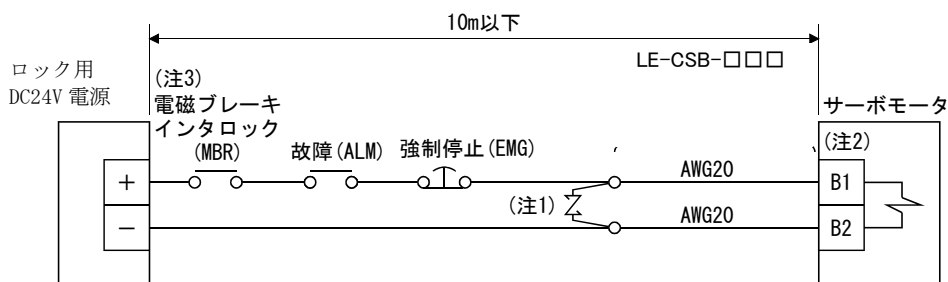 10m以下
LE-CSB-□□□
ロック用
DC24V 電源
(注3)
電磁ブレーキ
インタロック
(MBR)
故障(ALM)
強制停止(EMG)
サーボモータ
(注2)
+
AWG20
B1
(注1)
−
AWG20
B2